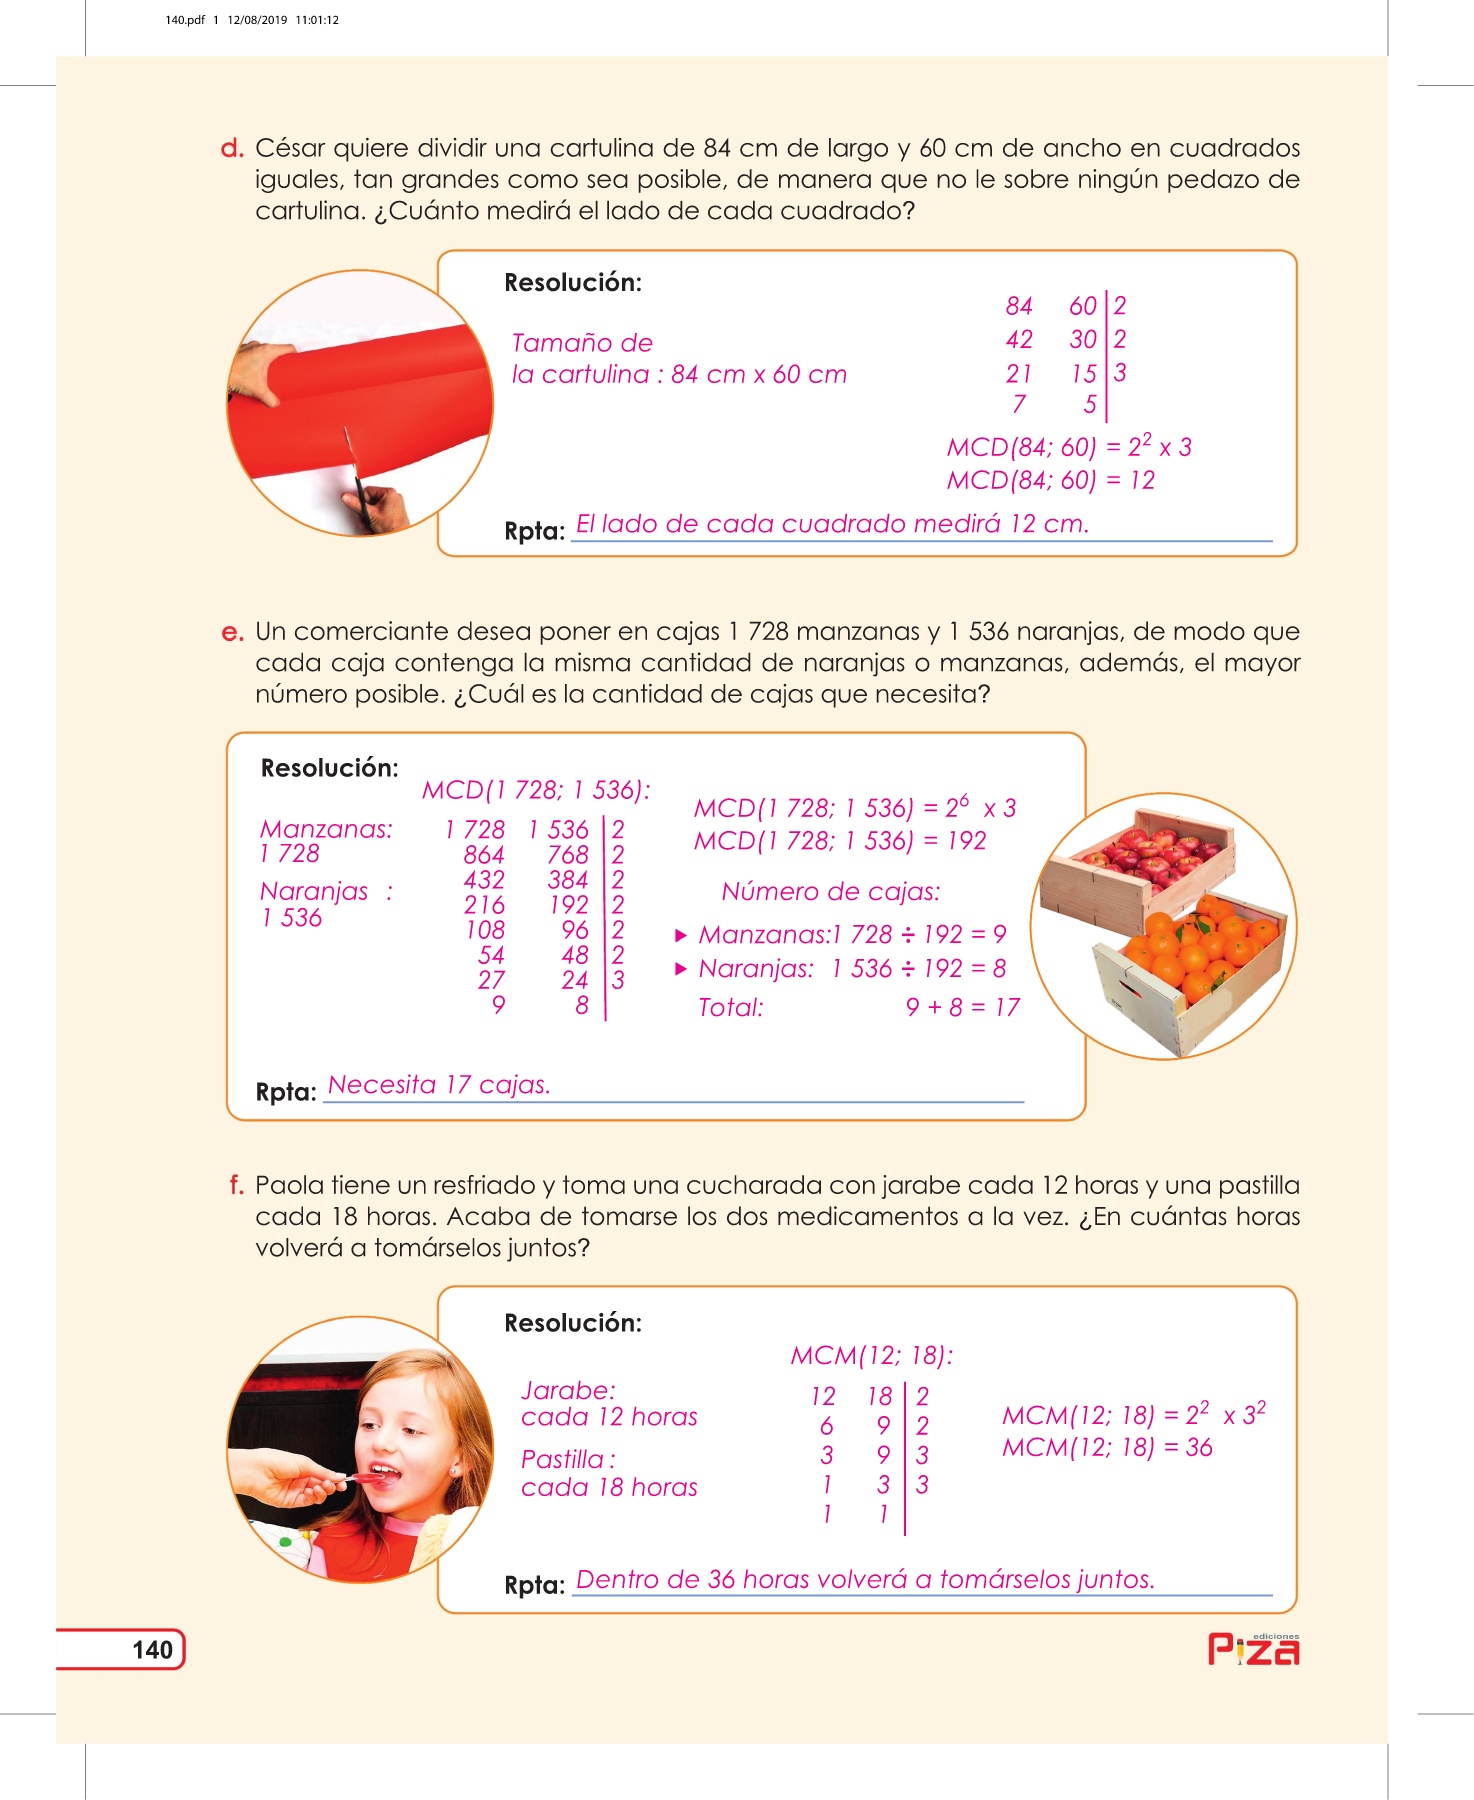 140.pdf 1 12/08/2019 11:01:12
d. César quiere dividir una cartulina de 84 cm de largo y 60 cm de ancho en cuadrados
iguales, tan grandes como sea posible, de manera que no le sobre ningún pedazo de
cartulina. ¿Cuánto medirá el lado de cada cuadrado?
Resolución:
Tamaño de
la cartulina : 84 cm x 60 cm
84 60 | 2
42 30 | 2
21 15 | 3
7 5 |
MCD(84; 60) = 2² x 3
MCD(84; 60) = 12
Rpta: El lado de cada cuadrado medirá 12 cm.
e. Un comerciante desea poner en cajas 1 728 manzanas y 1 536 naranjas, de modo que
cada caja contenga la misma cantidad de naranjas o manzanas, además, el mayor
número posible. ¿Cuál es la cantidad de cajas que necesita?
Resolución:
Manzanas:
1 728
Naranjas :
1 536
MCD(1 728; 1 536):
1 728 1 536 | 2
864 768 | 2
432 384 | 2
216 192 | 2
108 96 | 2
54 48 | 2
27 24 | 3
9 8 |
MCD(1 728; 1 536) = 2⁶ x 3
MCD(1 728; 1 536) = 192
Número de cajas:
▶ Manzanas:1 728 ÷ 192 = 9
▶ Naranjas: 1 536 ÷ 192 = 8
Total: 9 + 8 = 17
Rpta: Necesita 17 cajas.
f. Paola tiene un resfriado y toma una cucharada con jarabe cada 12 horas y una pastilla
cada 18 horas. Acaba de tomarse los dos medicamentos a la vez. ¿En cuántas horas
volverá a tomárselos juntos?
Resolución:
Jarabe:
cada 12 horas
Pastilla :
cada 18 horas
MCM(12; 18):
12 18 | 2
6 9 | 2
3 9 | 3
1 3 | 3
1 1 |
MCM(12; 18) = 2² x 3²
MCM(12; 18) = 36
Rpta: Dentro de 36 horas volverá a tomárselos juntos.
140
ediciones
Piza